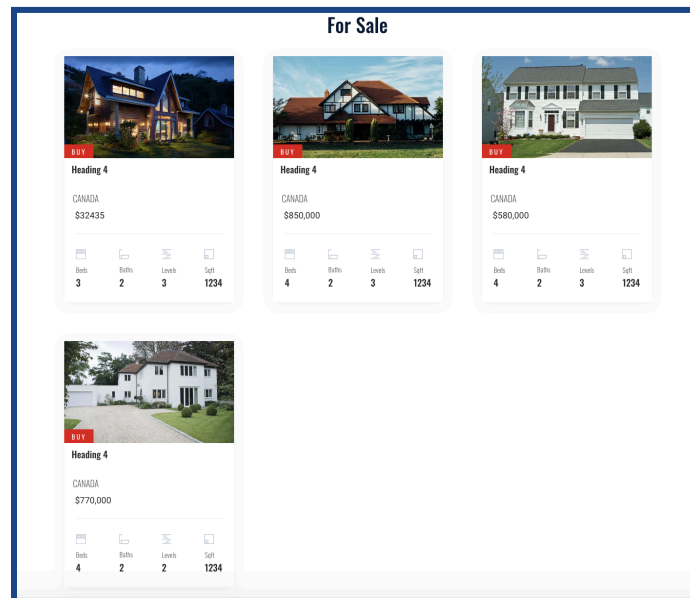 For Sale
BUY BUY BUY
Heading 4 Heading 4 Heading 4
CANADA CANADA CANADA
$32435 $850,000 $580,000
Beds Baths Levels Sqft Beds Baths Levels Sqft Beds Baths Levels Sqft
3 2 3 1234 4 2 3 1234 4 2 3 1234
BUY
Heading 4
CANADA
$770,000
Beds Baths Levels Sqft
4 2 2 1234